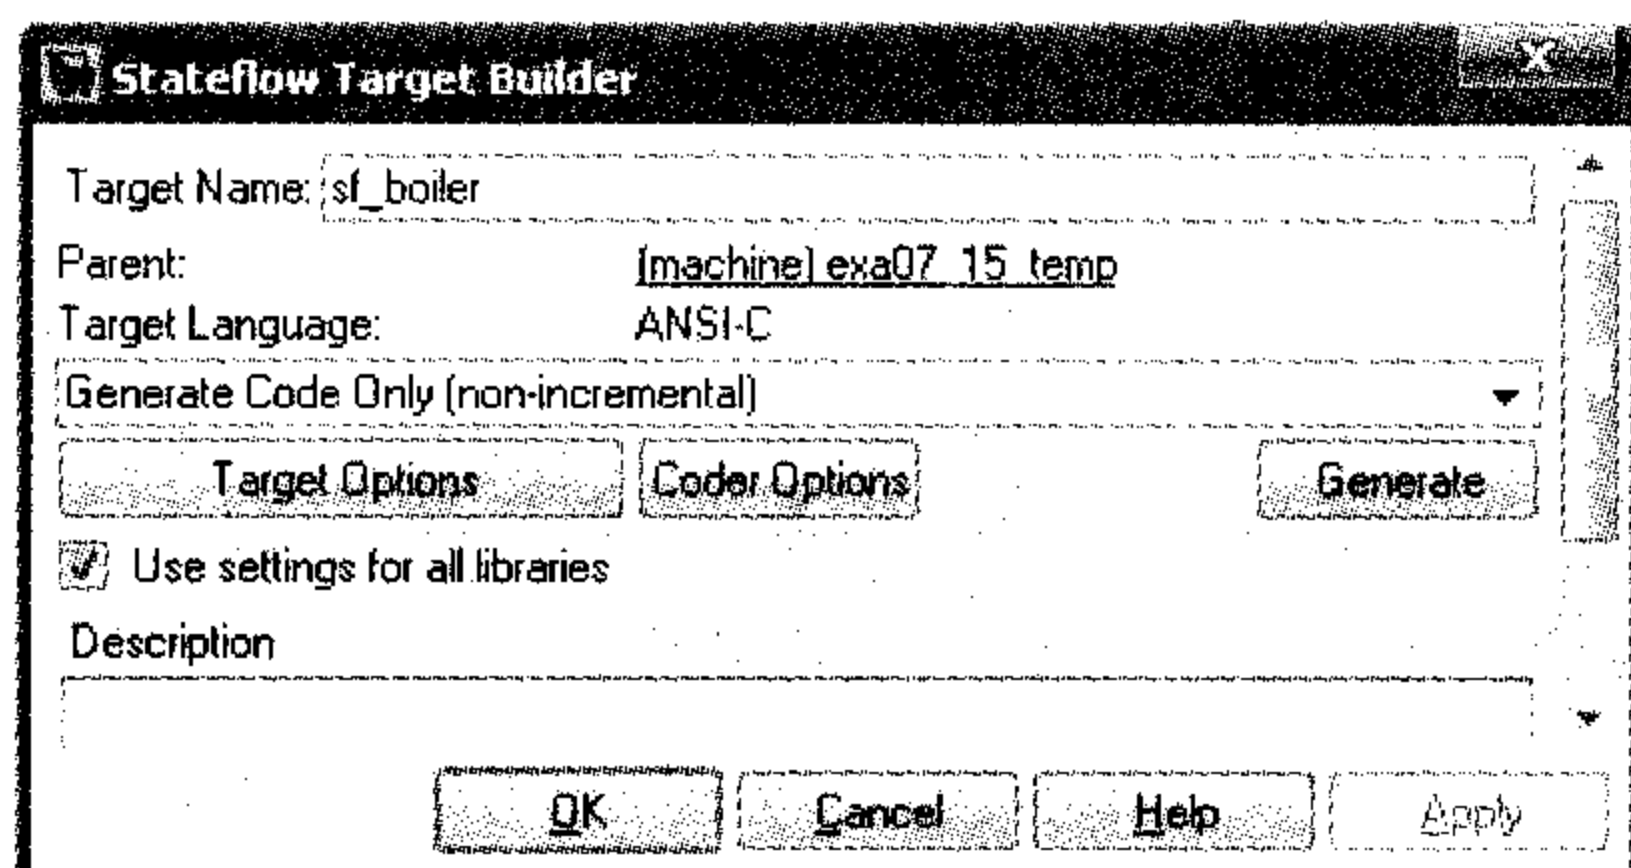 Stateflow Target Builder
Target Name: sf_boiler
Parent: (machine) exa07_15_temp
Target Language: ANSI-C
Generate Code Only (non-incremental)
Target Options Coder Options Generate
Use settings for all libraries
Description
OK Cancel Help Apply